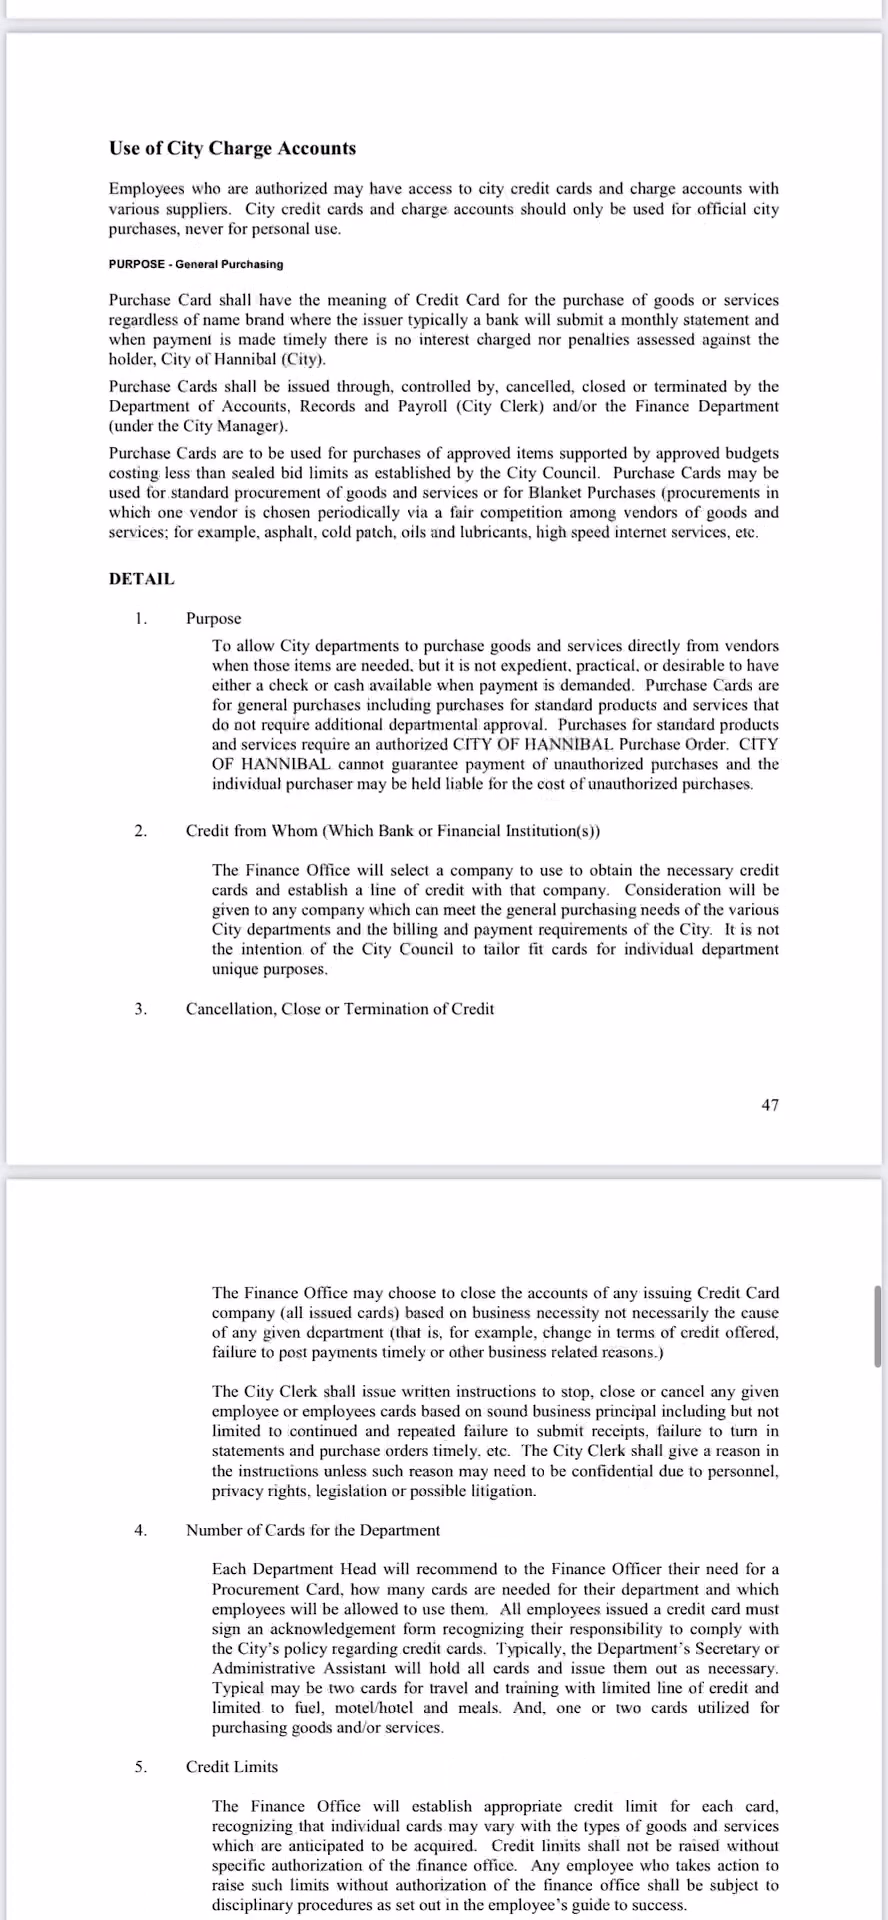 Use of City Charge Accounts
Employees who are authorized may have access to city credit cards and charge accounts with
various suppliers. City credit cards and charge accounts should only be used for official city
purchases, never for personal use.
PURPOSE - General Purchasing
Purchase Card shall have the meaning of Credit Card for the purchase of goods or services
regardless of name brand where the issuer typically a bank will submit a monthly statement and
when payment is made timely there is no interest charged nor penalties assessed against the
holder, City of Hannibal (City).
Purchase Cards shall be issued through, controlled by, cancelled, closed or terminated by the
Department of Accounts, Records and Payroll (City Clerk) and/or the Finance Department
(under the City Manager).
Purchase Cards are to be used for purchases of approved items supported by approved budgets
costing less than sealed bid limits as established by the City Council. Purchase Cards may be
used for standard procurement of goods and services or for Blanket Purchases (procurements in
which one vendor is chosen periodically via a fair competition among vendors of goods and
services; for example, asphalt, cold patch, oils and lubricants, high speed internet services, etc.
DETAIL
1. Purpose
To allow City departments to purchase goods and services directly from vendors
when those items are needed, but it is not expedient, practical, or desirable to have
either a check or cash available when payment is demanded. Purchase Cards are
for general purchases including purchases for standard products and services that
do not require additional departmental approval. Purchases for standard products
and services require an authorized CITY OF HANNIBAL Purchase Order. CITY
OF HANNIBAL cannot guarantee payment of unauthorized purchases and the
individual purchaser may be held liable for the cost of unauthorized purchases.
2. Credit from Whom (Which Bank or Financial Institution(s))
The Finance Office will select a company to use to obtain the necessary credit
cards and establish a line of credit with that company. Consideration will be
given to any company which can meet the general purchasing needs of the various
City departments and the billing and payment requirements of the City. It is not
the intention of the City Council to tailor fit cards for individual department
unique purposes.
3. Cancellation, Close or Termination of Credit
47
The Finance Office may choose to close the accounts of any issuing Credit Card
company (all issued cards) based on business necessity not necessarily the cause
of any given department (that is, for example, change in terms of credit offered,
failure to post payments timely or other business related reasons.)
The City Clerk shall issue written instructions to stop, close or cancel any given
employee or employees cards based on sound business principal including but not
limited to continued and repeated failure to submit receipts, failure to turn in
statements and purchase orders timely, etc. The City Clerk shall give a reason in
the instructions unless such reason may need to be confidential due to personnel,
privacy rights, legislation or possible litigation.
4. Number of Cards for the Department
Each Department Head will recommend to the Finance Officer their need for a
Procurement Card, how many cards are needed for their department and which
employees will be allowed to use them. All employees issued a credit card must
sign an acknowledgement form recognizing their responsibility to comply with
the City's policy regarding credit cards. Typically, the Department's Secretary or
Administrative Assistant will hold all cards and issue them out as necessary.
Typical may be two cards for travel and training with limited line of credit and
limited to fuel, motel/hotel and meals. And, one or two cards utilized for
purchasing goods and/or services.
5. Credit Limits
The Finance Office will establish appropriate credit limit for each card,
recognizing that individual cards may vary with the types of goods and services
which are anticipated to be acquired. Credit limits shall not be raised without
specific authorization of the finance office. Any employee who takes action to
raise such limits without authorization of the finance office shall be subject to
disciplinary procedures as set out in the employee's guide to success.